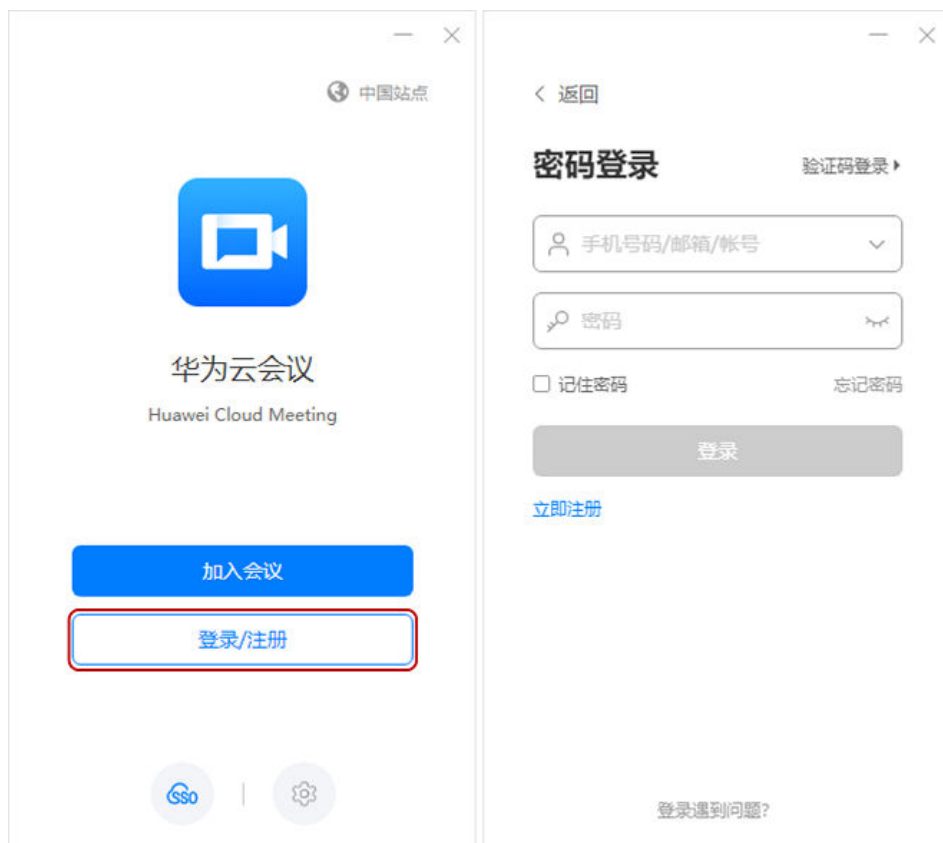 中国站点
华为云会议
Huawei Cloud Meeting
加入会议
登录/注册
SSO
返回
密码登录
验证码登录
手机号码/邮箱/帐号
密码
记住密码
忘记密码
登录
立即注册
登录遇到问题?